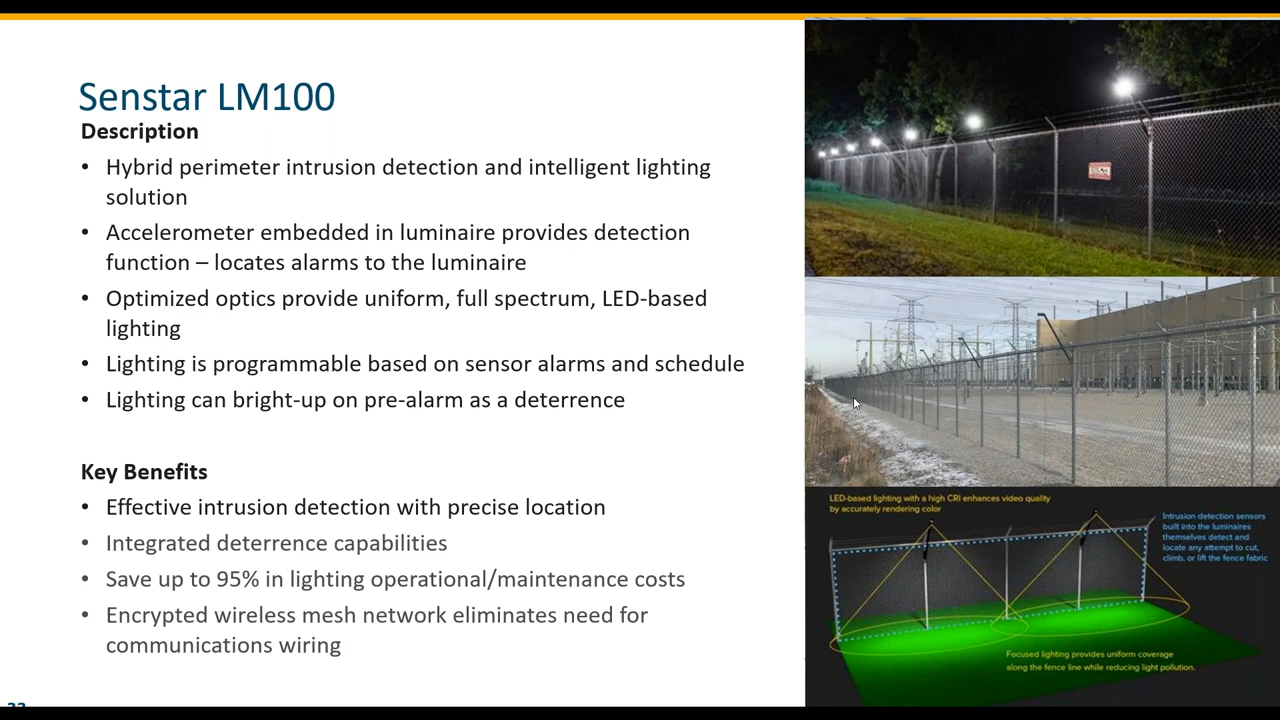 Senstar LM100
Description
• Hybrid perimeter intrusion detection and intelligent lighting
solution
• Accelerometer embedded in luminaire provides detection
function – locates alarms to the luminaire
• Optimized optics provide uniform, full spectrum, LED-based
lighting
• Lighting is programmable based on sensor alarms and schedule
• Lighting can bright-up on pre-alarm as a deterrence
Key Benefits
• Effective intrusion detection with precise location
• Integrated deterrence capabilities
• Save up to 95% in lighting operational/maintenance costs
• Encrypted wireless mesh network eliminates need for
communications wiring
LED-based lighting with a high CRI enhances video quality
by accurately rendering color
Intrusion detection sensors
built into the luminaires
themselves detect and
locate any attempt to cut,
climb, or lift the fence fabric
Focused lighting provides uniform coverage
along the fence line while reducing light pollution.